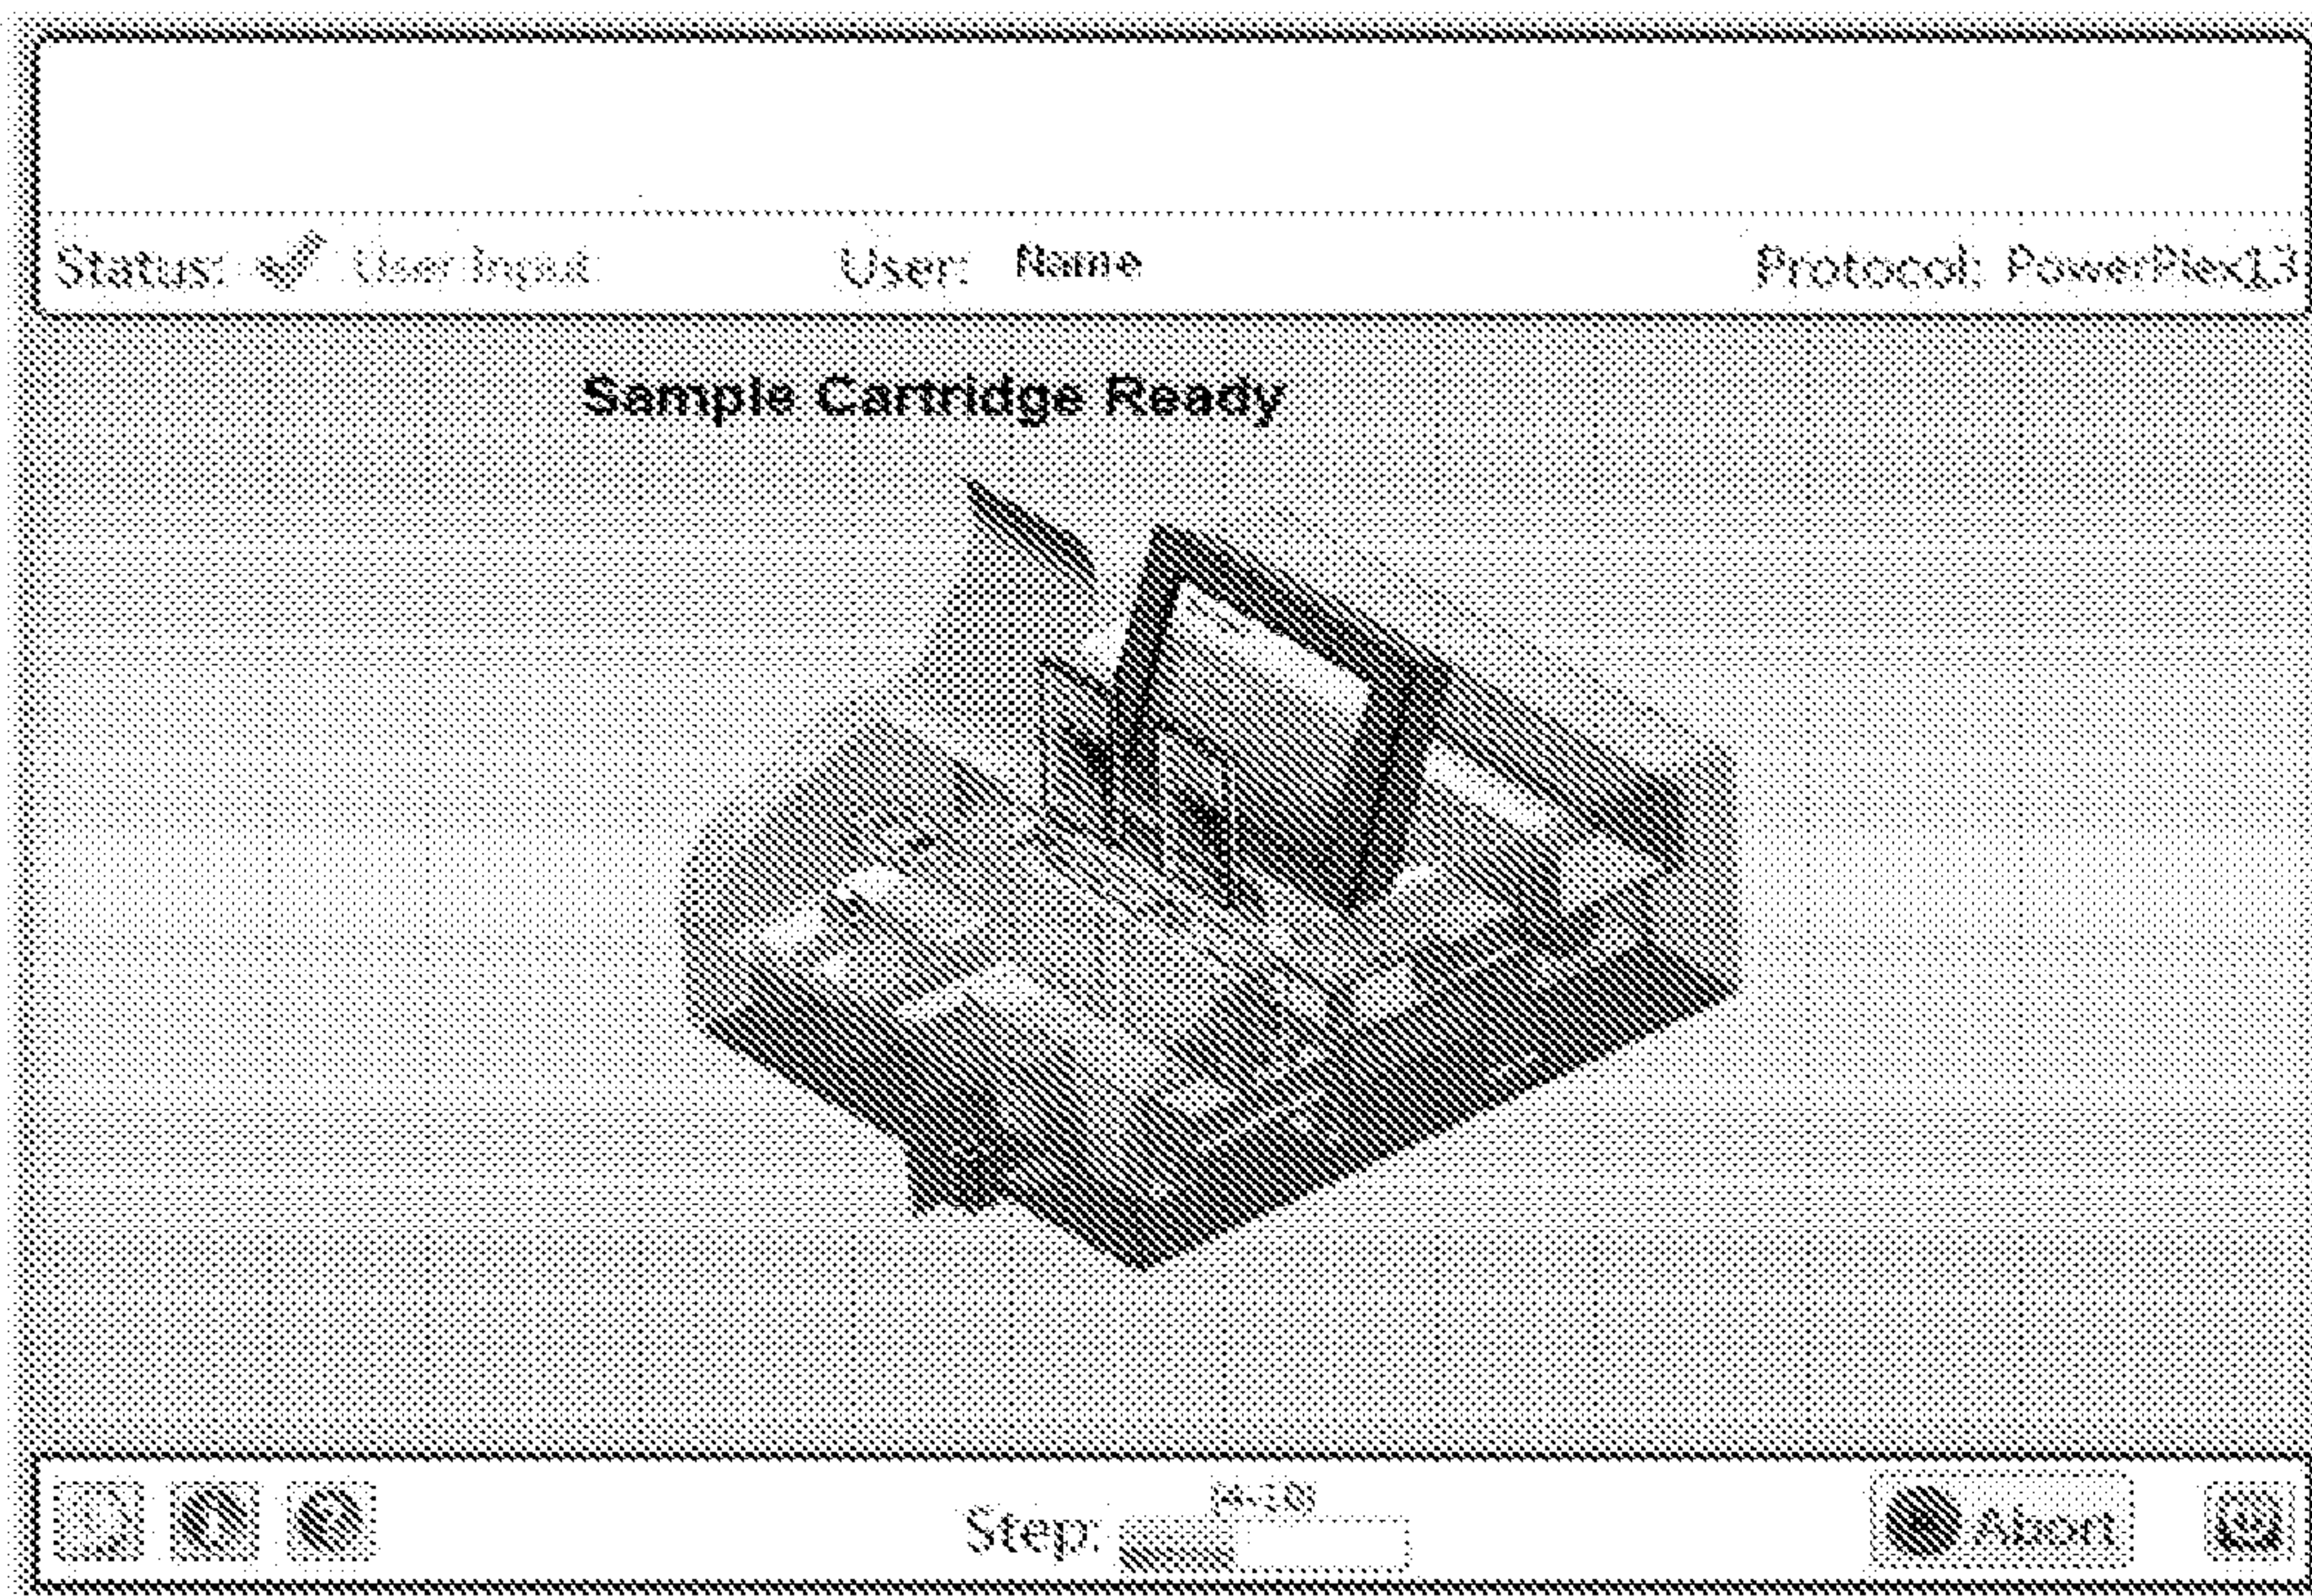 Status: User Input User: Name Protocol: PowerPlex13
Sample Cartridge Ready
Step:
Abort